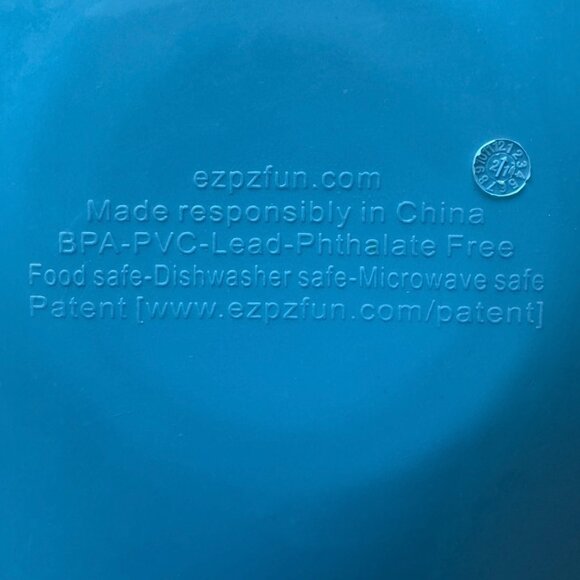 ezpzfun.com
Made responsibly in China
BPA-PVC-Lead-Phthalate Free
Food safe-Dishwasher safe-Microwave safe
Patent [www.ezpzfun.com/patent]